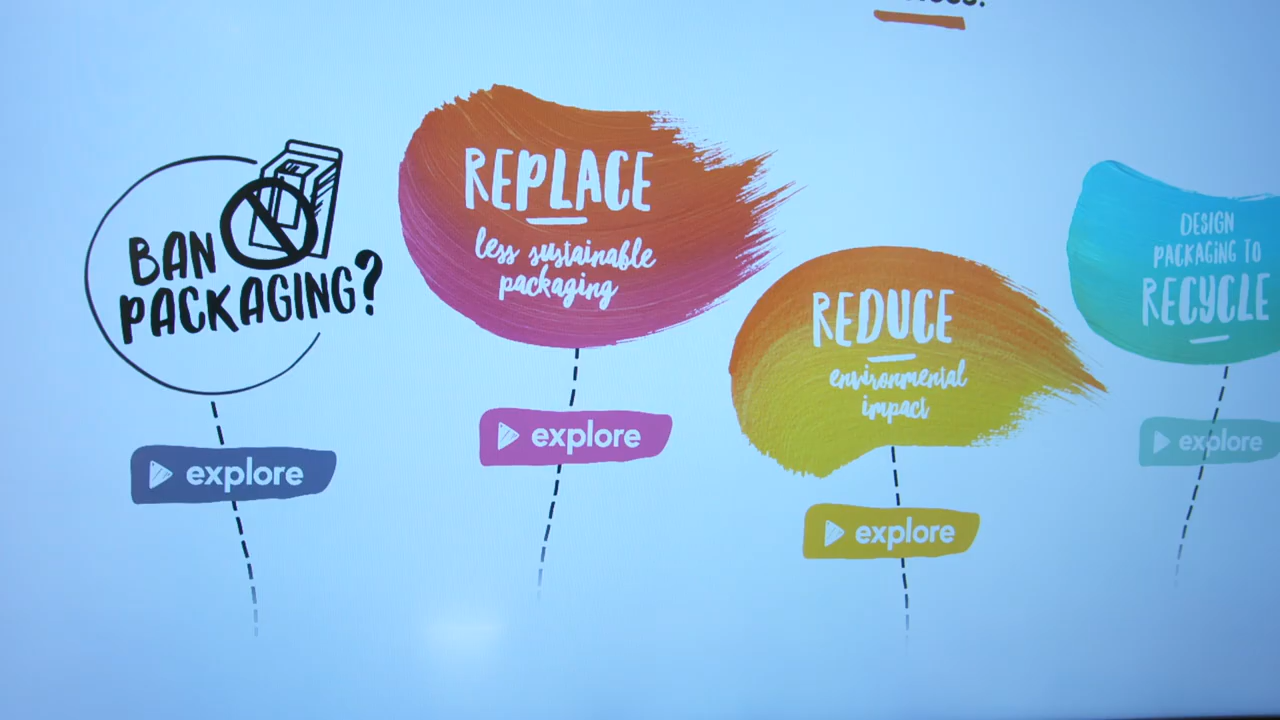 BAN
PACKAGING?
explore
REPLACE
less sustainable
packaging
explore
REDUCE
environmental
impact
explore
DESIGN
PACKAGING TO
RECYCLE
explore